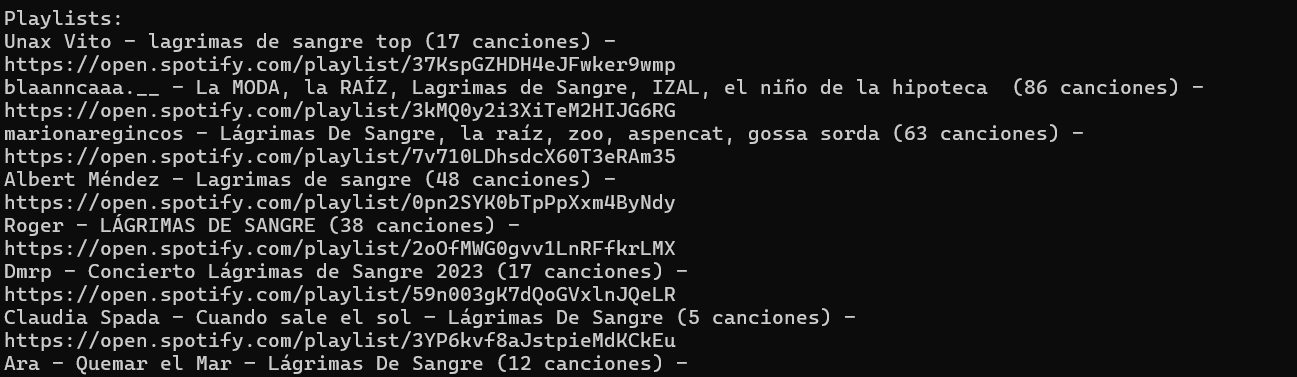 Playlists:
Unax Vito - lagrimas de sangre top (17 canciones) -
https://open.spotify.com/playlist/37KspGZHDH4eJFwker9wmp
blaanncaaa.__ - La MODA, la RAÍZ, Lagrimas de Sangre, IZAL, el niño de la hipoteca  (86 canciones) -
https://open.spotify.com/playlist/3kMQ0y2i3XiTeM2HIJG6RG
marionaregincos - Lágrimas De Sangre, la raíz, zoo, aspencat, gossa sorda (63 canciones) -
https://open.spotify.com/playlist/7v710LDhsdcX60T3eRAm35
Albert Méndez - Lagrimas de sangre (48 canciones) -
https://open.spotify.com/playlist/0pn2SYK0bTpPpXxm4ByNdy
Roger - LÁGRIMAS DE SANGRE (38 canciones) -
https://open.spotify.com/playlist/2oOfMWG0gvv1LnRFfkrLMX
Dmrp - Concierto Lágrimas de Sangre 2023 (17 canciones) -
https://open.spotify.com/playlist/59n003gK7dQoGVxlnJQeLR
Claudia Spada - Cuando sale el sol - Lágrimas De Sangre (5 canciones) -
https://open.spotify.com/playlist/3YP6kvf8aJstpieMdKCkEu
Ara - Quemar el Mar – Lágrimas De Sangre (12 canciones) -